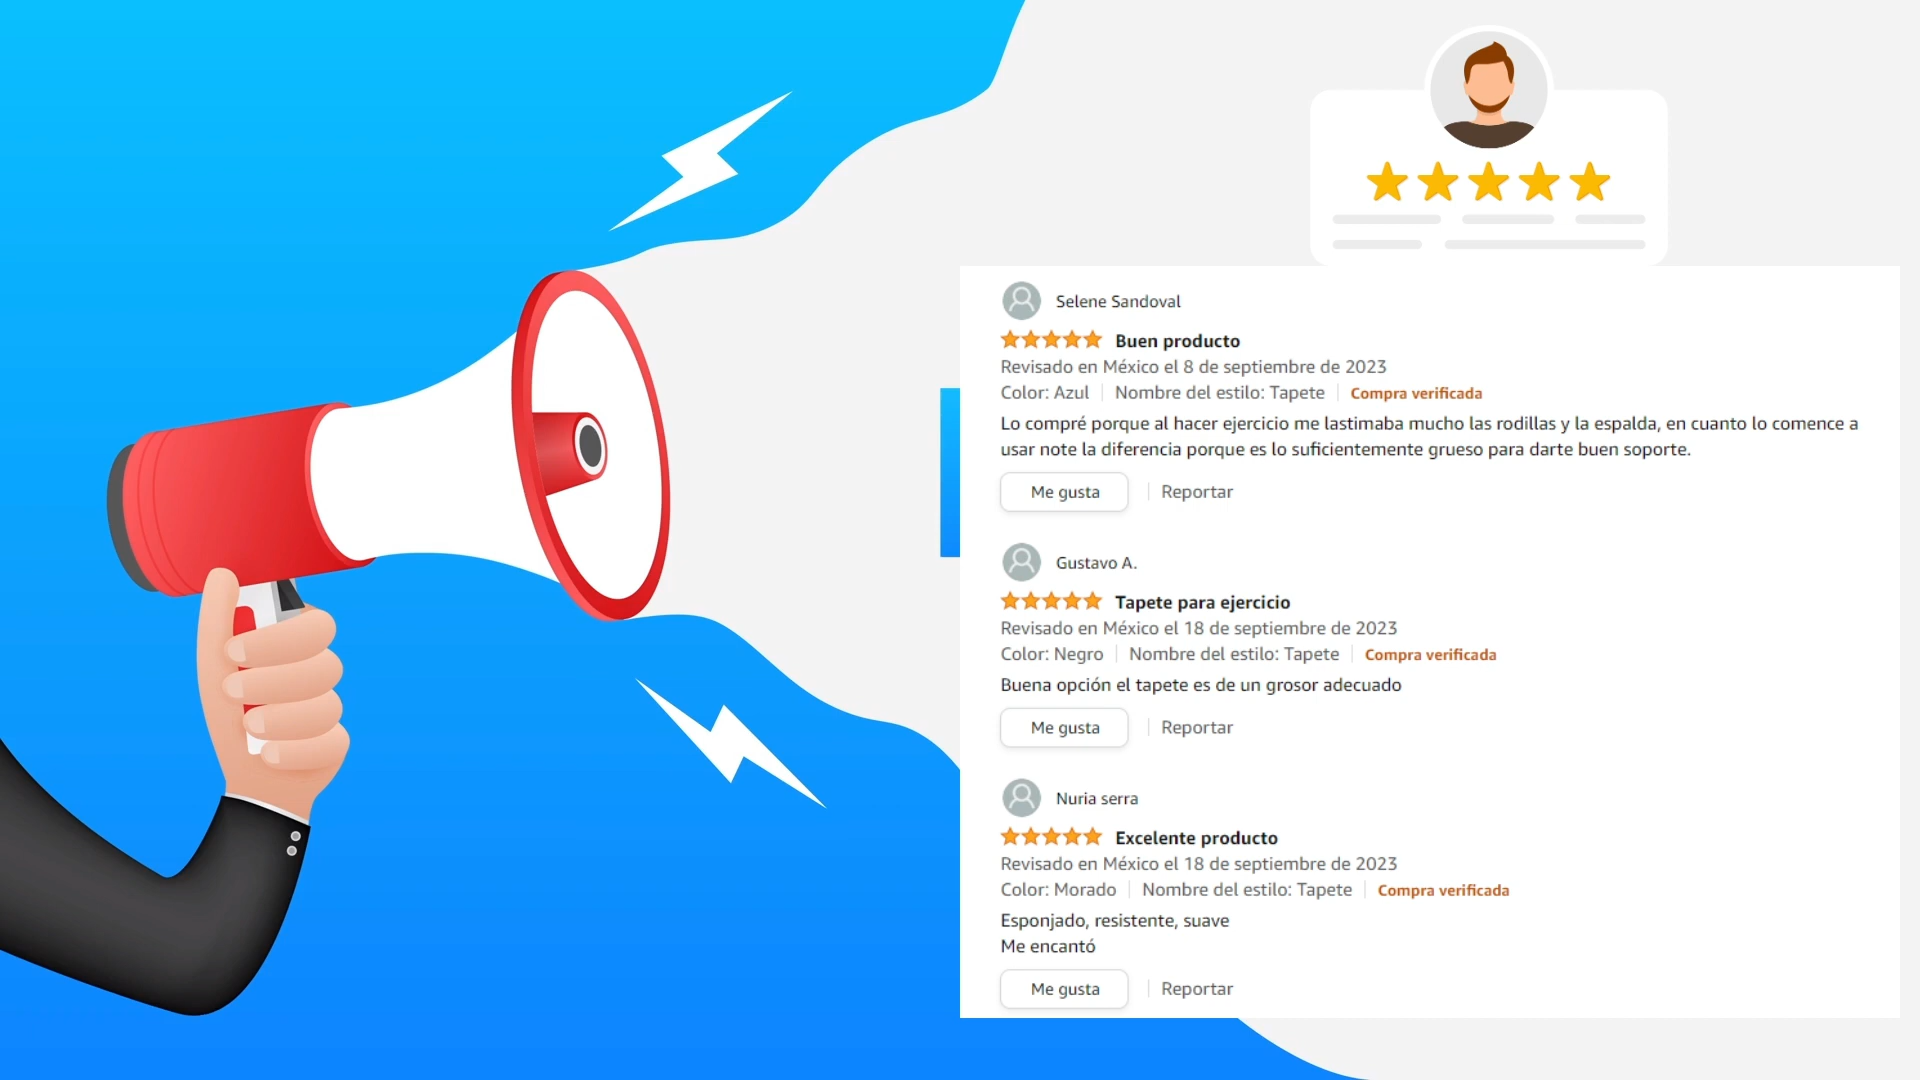 Selene Sandoval
Buen producto
Revisado en México el 8 de septiembre de 2023
Color: Azul Nombre del estilo: Tapete Compra verificada
Lo compré porque al hacer ejercicio me lastimaba mucho las rodillas y la espalda, en cuanto lo comence a
usar note la diferencia porque es lo suficientemente grueso para darte buen soporte.
Me gusta Reportar
Gustavo A.
Tapete para ejercicio
Revisado en México el 18 de septiembre de 2023
Color: Negro Nombre del estilo: Tapete Compra verificada
Buena opción el tapete es de un grosor adecuado
Me gusta Reportar
Nuria serra
Excelente producto
Revisado en México el 18 de septiembre de 2023
Color: Morado Nombre del estilo: Tapete Compra verificada
Esponjado, resistente, suave
Me encantó
Me gusta Reportar